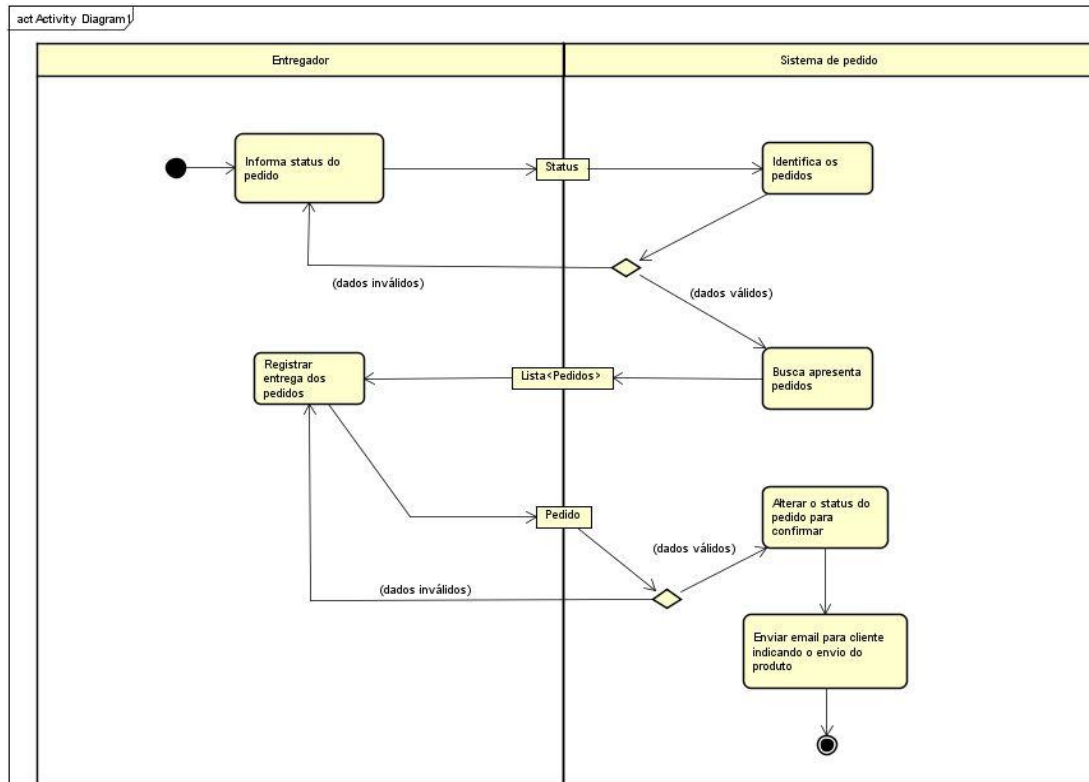 act Activity Diagram1
Entregador
Sistema de pedido
Informa status do
pedido
Status
Identifica os
pedidos
(dados inválidos)
(dados válidos)
Registrar
entrega dos
pedidos
Lista<Pedidos>
Busca apresenta
pedidos
Pedido
Alterar o status do
pedido para
confirmar
(dados válidos)
(dados inválidos)
Enviar email para cliente
indicando o envio do
produto